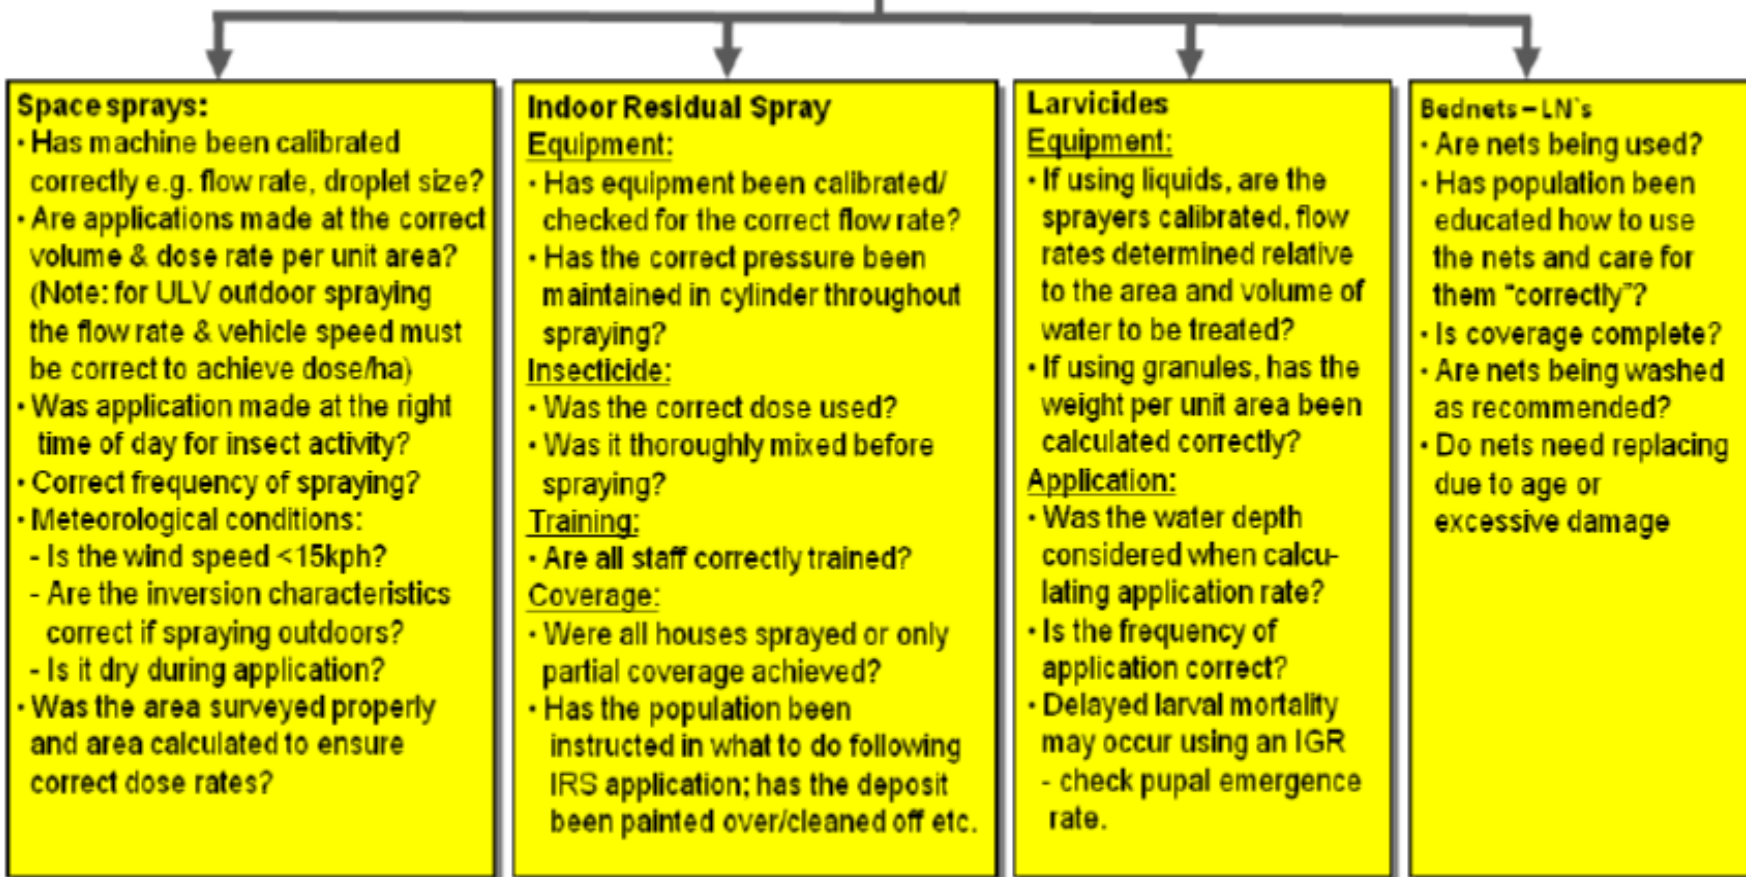 Space sprays:
· Has machine been calibrated
correctly e.g. flow rate, droplet size?
· Are applications made at the correct
volume & dose rate per unit area?
(Note: for ULV outdoor spraying
the flow rate & vehicle speed must
be correct to achieve dose/ha)
· Was application made at the right
time of day for insect activity?
· Correct frequency of spraying?
· Meteorological conditions:
- Is the wind speed <15kph?
- Are the inversion characteristics
correct if spraying outdoors?
- Is it dry during application?
· Was the area surveyed properly
and area calculated to ensure
correct dose rates?
Indoor Residual Spray
Equipment:
· Has equipment been calibrated/
checked for the correct flow rate?
· Has the correct pressure been
maintained in cylinder throughout
spraying?
Insecticide:
· Was the correct dose used?
· Was it thoroughly mixed before
spraying?
Training:
· Are all staff correctly trained?
Coverage:
· Were all houses sprayed or only
partial coverage achieved?
· Has the population been
instructed in what to do following
IRS application; has the deposit
been painted over/cleaned off etc.
Larvicides
Equipment:
· If using liquids, are the
sprayers calibrated, flow
rates determined relative
to the area and volume of
water to be treated?
· If using granules, has the
weight per unit area been
calculated correctly?
Application:
· Was the water depth
considered when calcu-
lating application rate?
· Is the frequency of
application correct?
· Delayed larval mortality
may occur using an IGR
- check pupal emergence
rate.
Bednets – LN`s
· Are nets being used?
· Has population been
educated how to use
the nets and care for
them "correctly"?
· Is coverage complete?
· Are nets being washed
as recommended?
· Do nets need replacing
due to age or
excessive damage